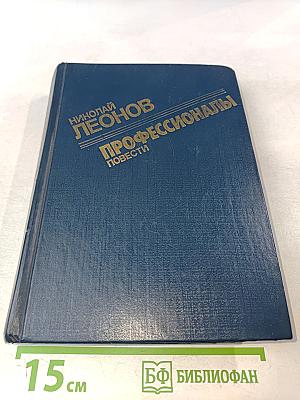 НИКОЛАЙ
ЛЕОНОВ
ПРОФЕССИОНАЛЫ
ПОВЕСТИ
15 см
БФ БИБЛИОФАН